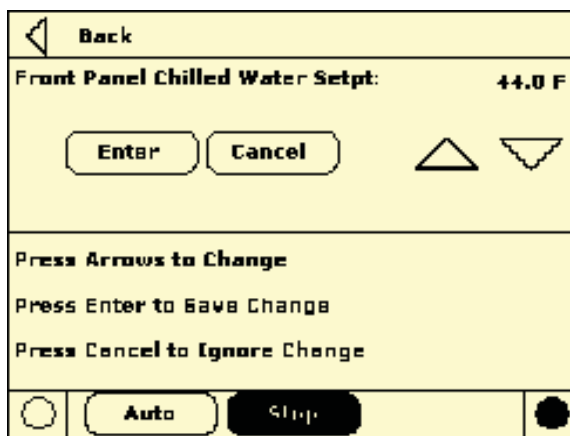 Back
Front Panel Chilled Water Setpt: 44.0 F
Enter Cancel
Press Arrows to Change
Press Enter to Save Change
Press Cancel to Ignore Change
Auto Stop